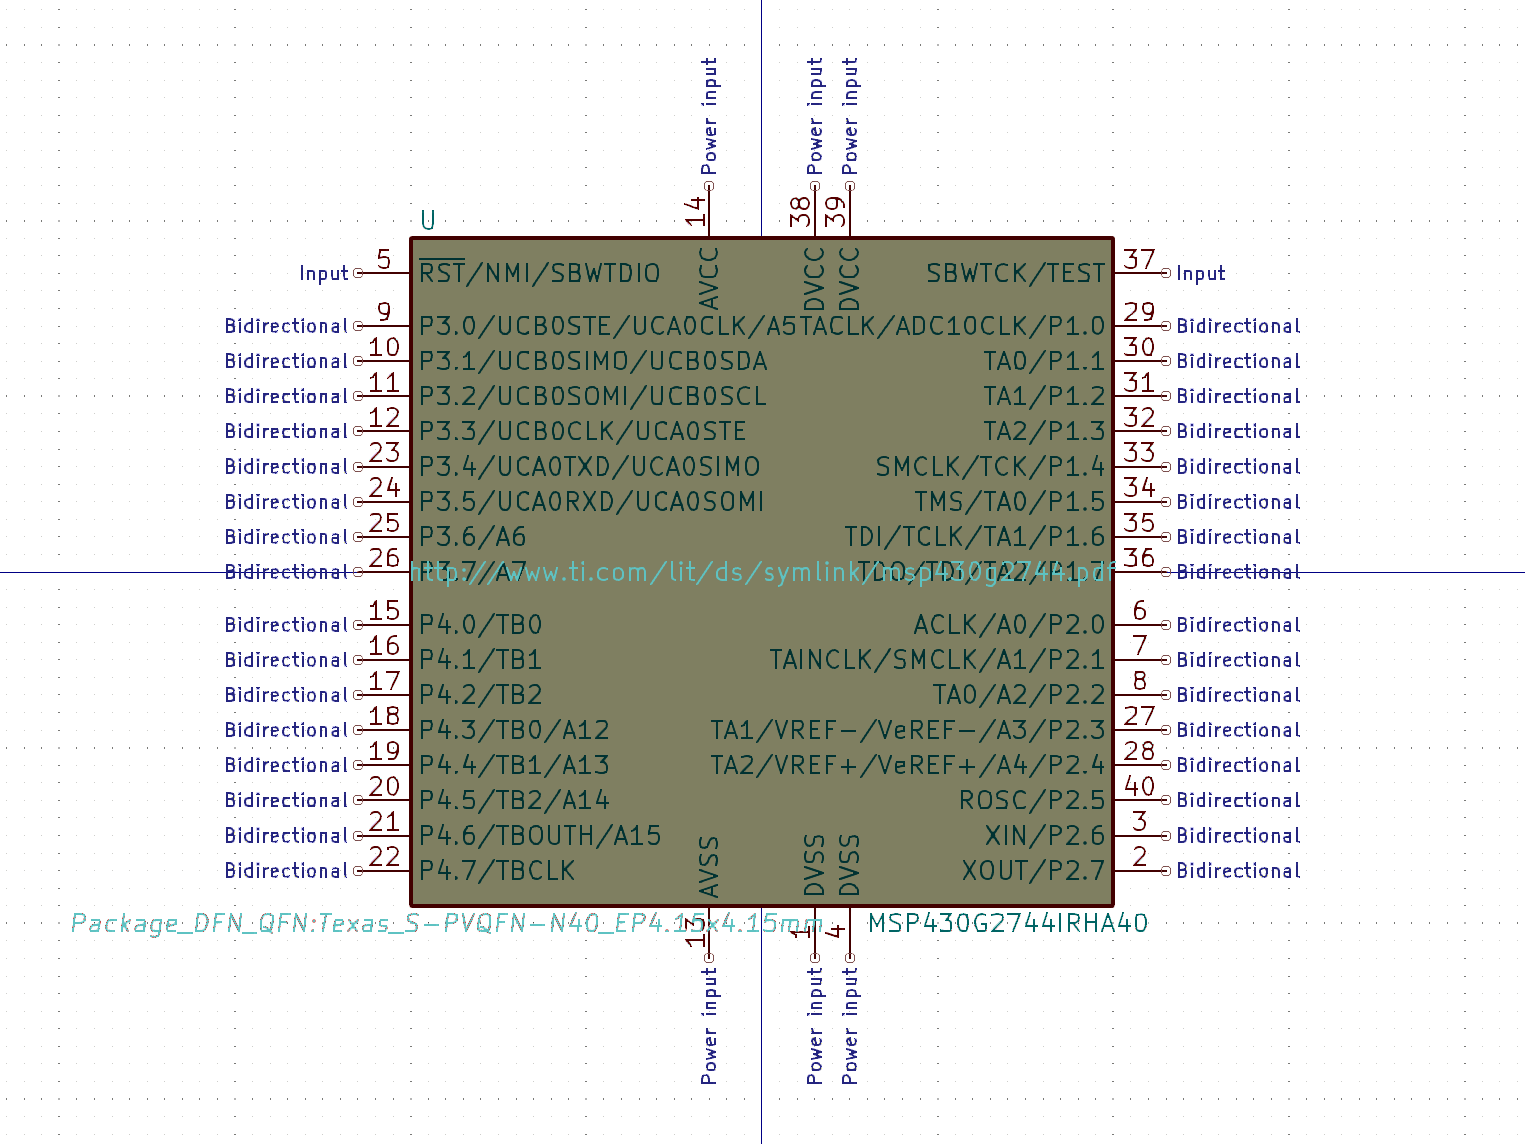 Power input
Power input
Power input
14
38
39
U
AVCC
DVCC
DVCC
Input 5 RST/NMI/SBWTDIO
SBWTCK/TEST 37 Input
Bidirectional 9 P3.0/UCB0STE/UCA0CLK/A5
TACLK/ADC10CLK/P1.0 29 Bidirectional
Bidirectional 10 P3.1/UCB0SIMO/UCB0SDA
TA0/P1.1 30 Bidirectional
Bidirectional 11 P3.2/UCB0SOMI/UCB0SCL
TA1/P1.2 31 Bidirectional
Bidirectional 12 P3.3/UCB0CLK/UCA0STE
TA2/P1.3 32 Bidirectional
Bidirectional 23 P3.4/UCA0TXD/UCA0SIMO
SMCLK/TCK/P1.4 33 Bidirectional
Bidirectional 24 P3.5/UCA0RXD/UCA0SOMI
TMS/TA0/P1.5 34 Bidirectional
Bidirectional 25 P3.6/A6
TDI/TCLK/TA1/P1.6 35 Bidirectional
Bidirectional 26 P3.7/A7
http://www.ti.com/lit/ds/symlink/msp430g2744.pdf
TDO/TDI/TA2/P1.7 36 Bidirectional
Bidirectional 15 P4.0/TB0
ACLK/A0/P2.0 6 Bidirectional
Bidirectional 16 P4.1/TB1
TAINCLK/SMCLK/A1/P2.1 7 Bidirectional
Bidirectional 17 P4.2/TB2
TA0/A2/P2.2 8 Bidirectional
Bidirectional 18 P4.3/TB0/A12
TA1/VREF-/VeREF-/A3/P2.3 27 Bidirectional
Bidirectional 19 P4.4/TB1/A13
TA2/VREF+/VeREF+/A4/P2.4 28 Bidirectional
Bidirectional 20 P4.5/TB2/A14
ROSC/P2.5 40 Bidirectional
Bidirectional 21 P4.6/TBOUTH/A15
XIN/P2.6 3 Bidirectional
Bidirectional 22 P4.7/TBCLK
XOUT/P2.7 2 Bidirectional
AVSS
DVSS
DVSS
Package_DFN_QFN:Texas_S-PVQFN-N40_EP4.15x4.15mm
MSP430G2744IRHA40
13
1
4
Power input
Power input
Power input